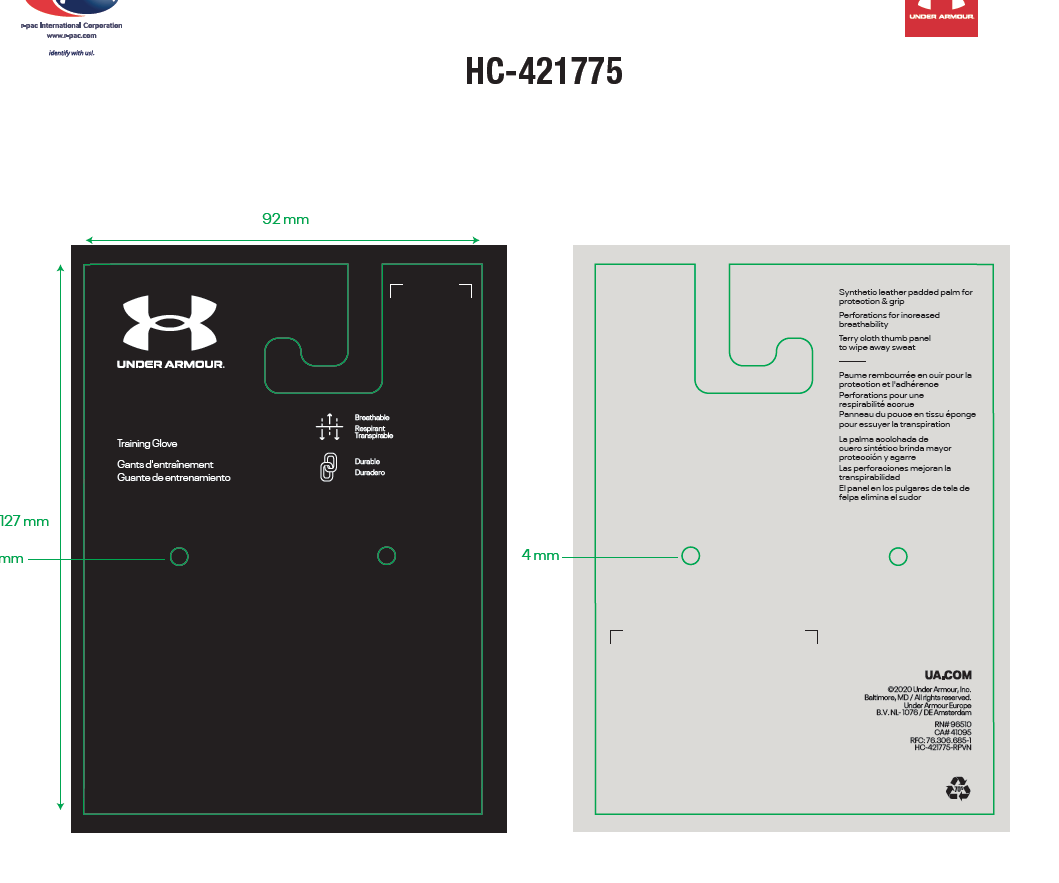 r-pac International Corporation
www.r-pac.com
identify with us!.
UNDER ARMOUR
HC-421775
92 mm
127 mm
mm
UNDER ARMOUR.
Training Glove
Gants d'entraînement
Guante de entrenamiento
Breathable
Respirant
Transpirable
Durable
Duradero
4 mm
Synthetic leather padded palm for
protection & grip
Perforations for increased
breathability
Terry cloth thumb panel
to wipe away sweat
Paume rembourrée en cuir pour la
protection et l'adhérence
Perforations pour une
respirabilité accrue
Panneau du pouce en tissu éponge
pour essuyer la transpiration
La palma acolchada de
cuero sintético brinda mayor
protección y agarre
Las perforaciones mejoran la
transpirabilidad
El panel en los pulgares de tela de
felpa elimina el sudor
UA.COM
©2020 Under Armour, Inc.
Baltimore, MD / All rights reserved.
Under Armour Europe
B.V. NL- 1076 / DE Amsterdam
RN# 96510
CA# 41095
RFC: 76.306.665-1
HC-421775-RPVN